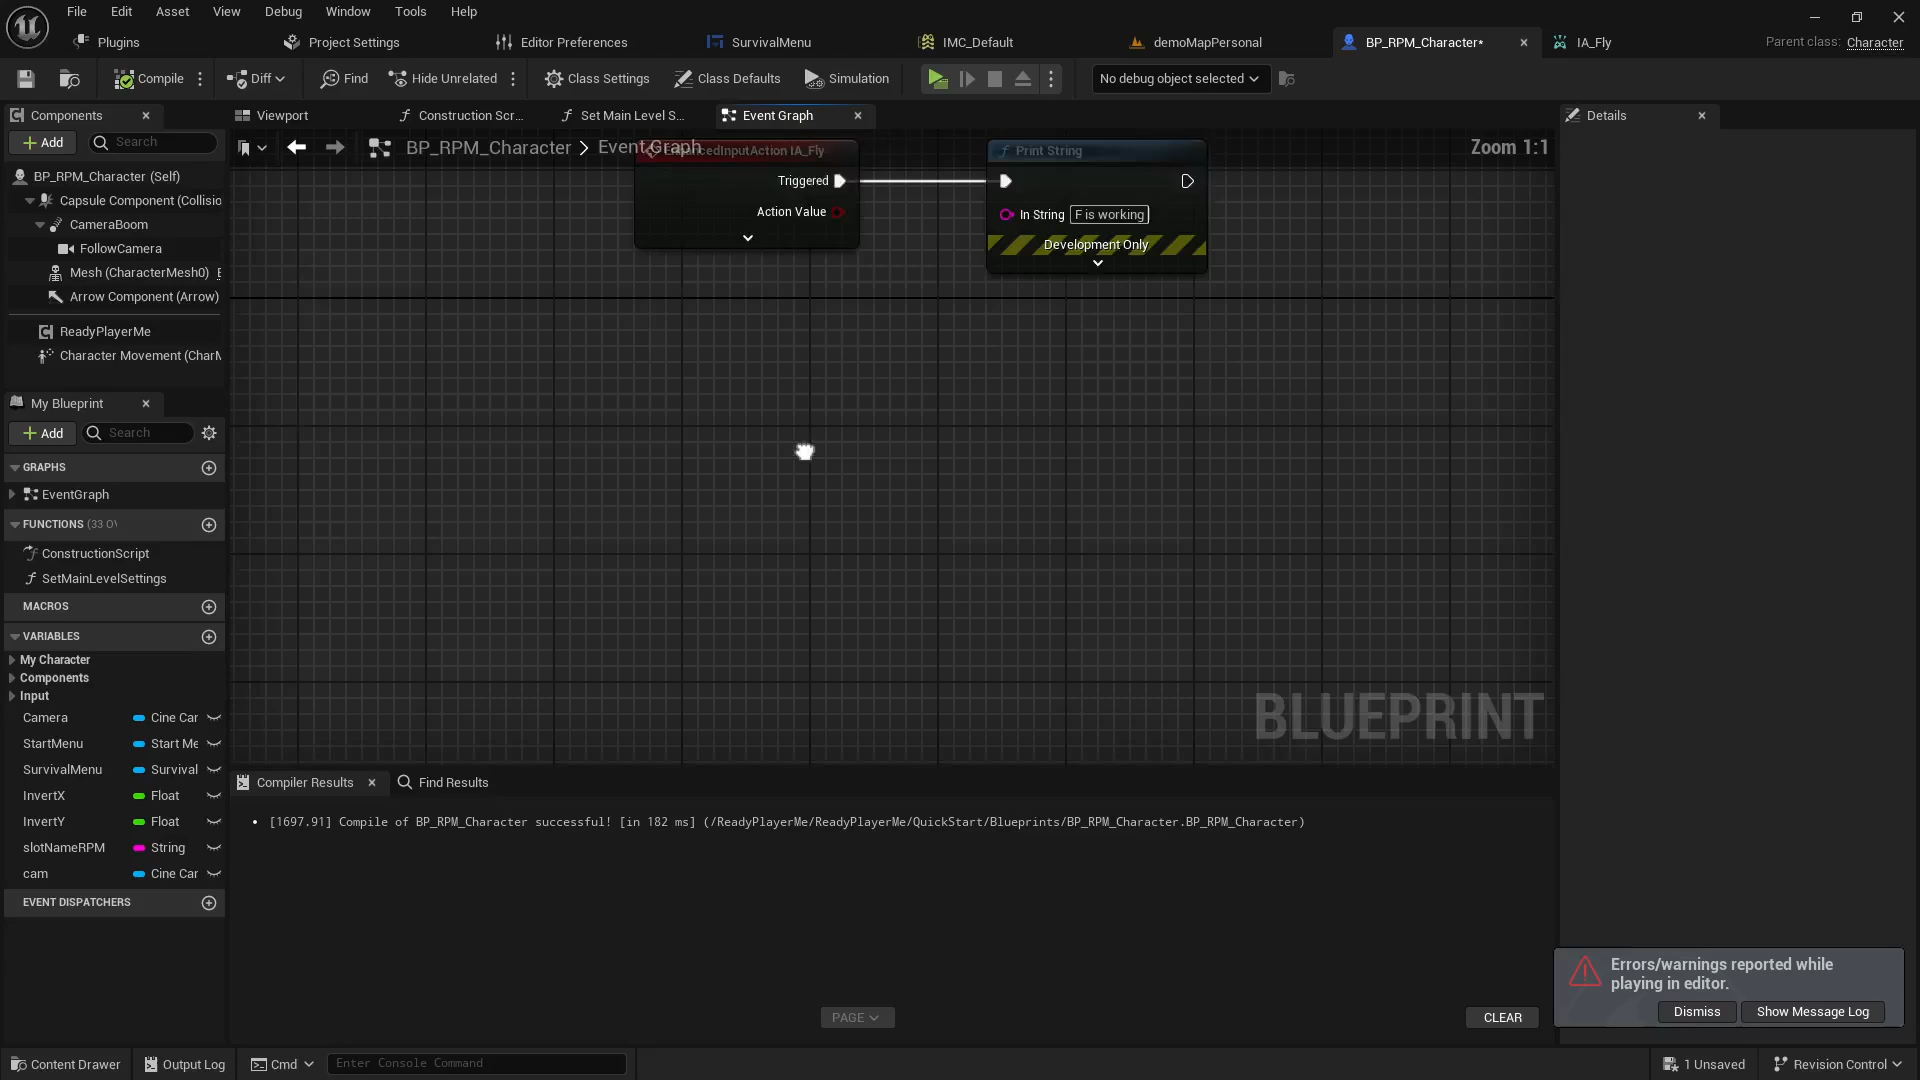 File Edit Asset View Debug Window Tools Help
Plugins Project Settings Editor Preferences SurvivalMenu IMC_Default demoMapPersonal BP_RPM_Character* IA_Fly Parent class: Character
Compile Diff Find Hide Unrelated Class Settings Class Defaults Simulation No debug object selected
Components Viewport Construction Scr... Set Main Level S... Event Graph Details
Add Search BP_RPM_Character > Event Graph Zoom 1:1
EnhancedInputAction IA_Fly Print String
BP_RPM_Character (Self) Triggered
Capsule Component (Collisio Action Value In String F is working
CameraBoom
FollowCamera Development Only
Mesh (CharacterMesh0)
Arrow Component (Arrow)
ReadyPlayerMe
Character Movement (CharM
My Blueprint
Add Search
GRAPHS
EventGraph
FUNCTIONS (33 OV
ConstructionScript
SetMainLevelSettings
MACROS
VARIABLES
My Character
Components
Input
Camera Cine Car
StartMenu Start Me
SurvivalMenu Survival
InvertX Float
InvertY Float
slotNameRPM String
cam Cine Car
EVENT DISPATCHERS
BLUEPRINT
Compiler Results Find Results
• [1697.91] Compile of BP_RPM_Character successful! [in 182 ms] (/ReadyPlayerMe/ReadyPlayerMe/QuickStart/Blueprints/BP_RPM_Character.BP_RPM_Character)
PAGE CLEAR
Errors/warnings reported while
playing in editor.
Dismiss Show Message Log
Content Drawer Output Log Cmd Enter Console Command 1 Unsaved Revision Control